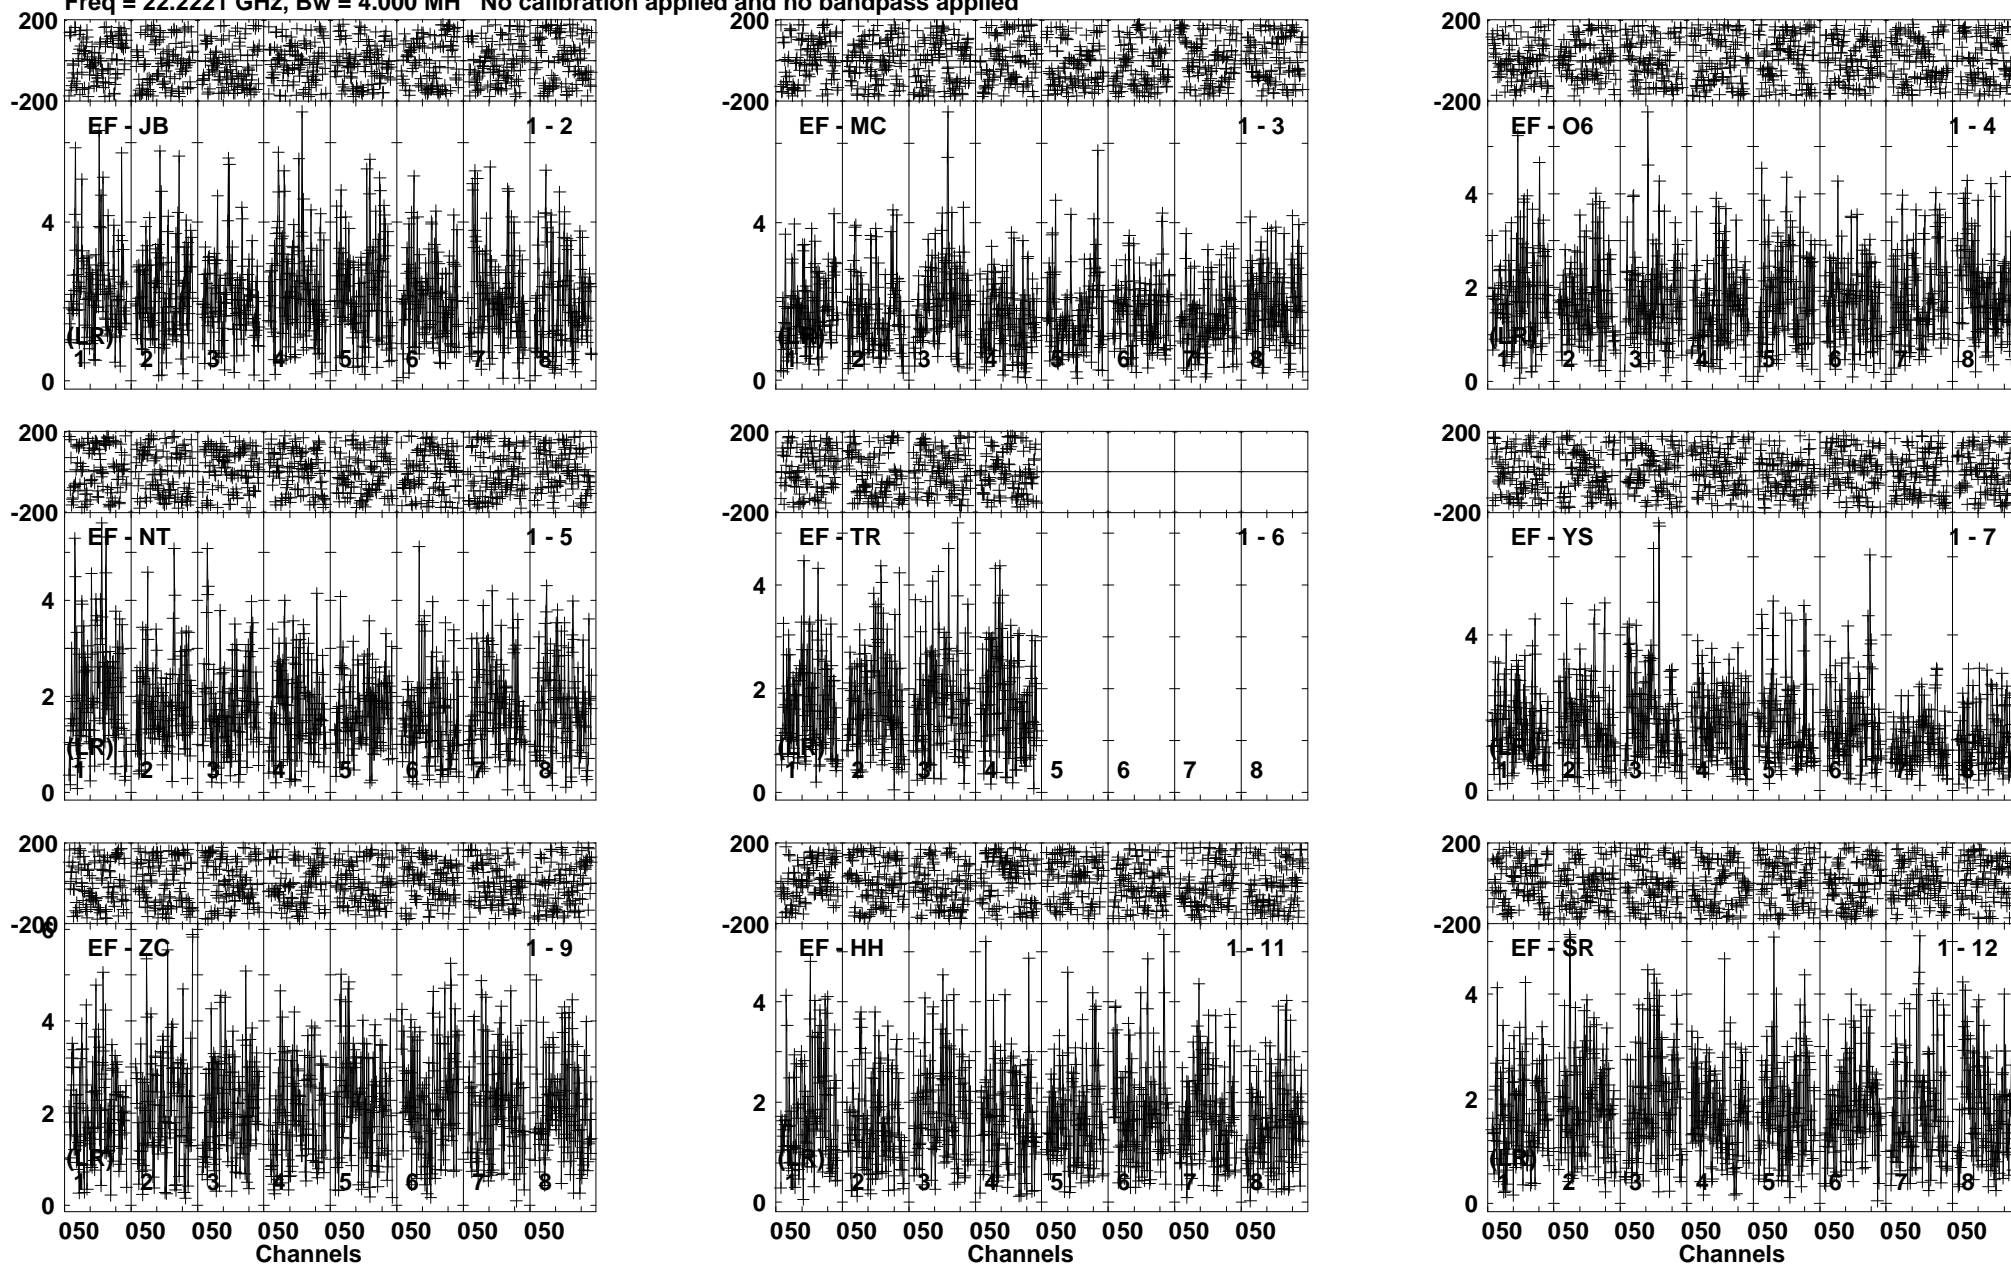 Freq = 22.2221 GHz, Bw = 4.000 MH No calibration applied and no bandpass applied
200 200 200
-200 -200 -200
EF - JB 1 - 2 EF - MC 1 - 3 EF - O6 1 - 4
4 4 4
2
(LR) (LR) (LR)
1 2 3 4 5 6 7 8 1 2 3 4 5 6 7 8 1 2 3 4 5 6 7 8
0 0 0
200 200 200
-200 -200 -200
EF - NT 1 - 5 EF - TR 1 - 6 EF - YS 1 - 7
4 4 4
2 2
(LR) (LR) (LR)
1 2 3 4 5 6 7 8 1 2 3 4 5 6 7 8 1 2 3 4 5 6 7 8
0 0 0
200 200 200
-200 -200 -200
6
EF - ZC 1 - 9 EF - HH 1 - 11 EF - SR 1 - 12
4 4 4
2 2 2
(LR) (LR) (LR)
1 2 3 4 5 6 7 8 1 2 3 4 5 6 7 8 1 2 3 4 5 6 7 8
0 0 0
050 050 050 050 050 050 050 050 050 050 050 050 050 050 050 050 050 050 050 050 050 050 050 050
Channels Channels Channels